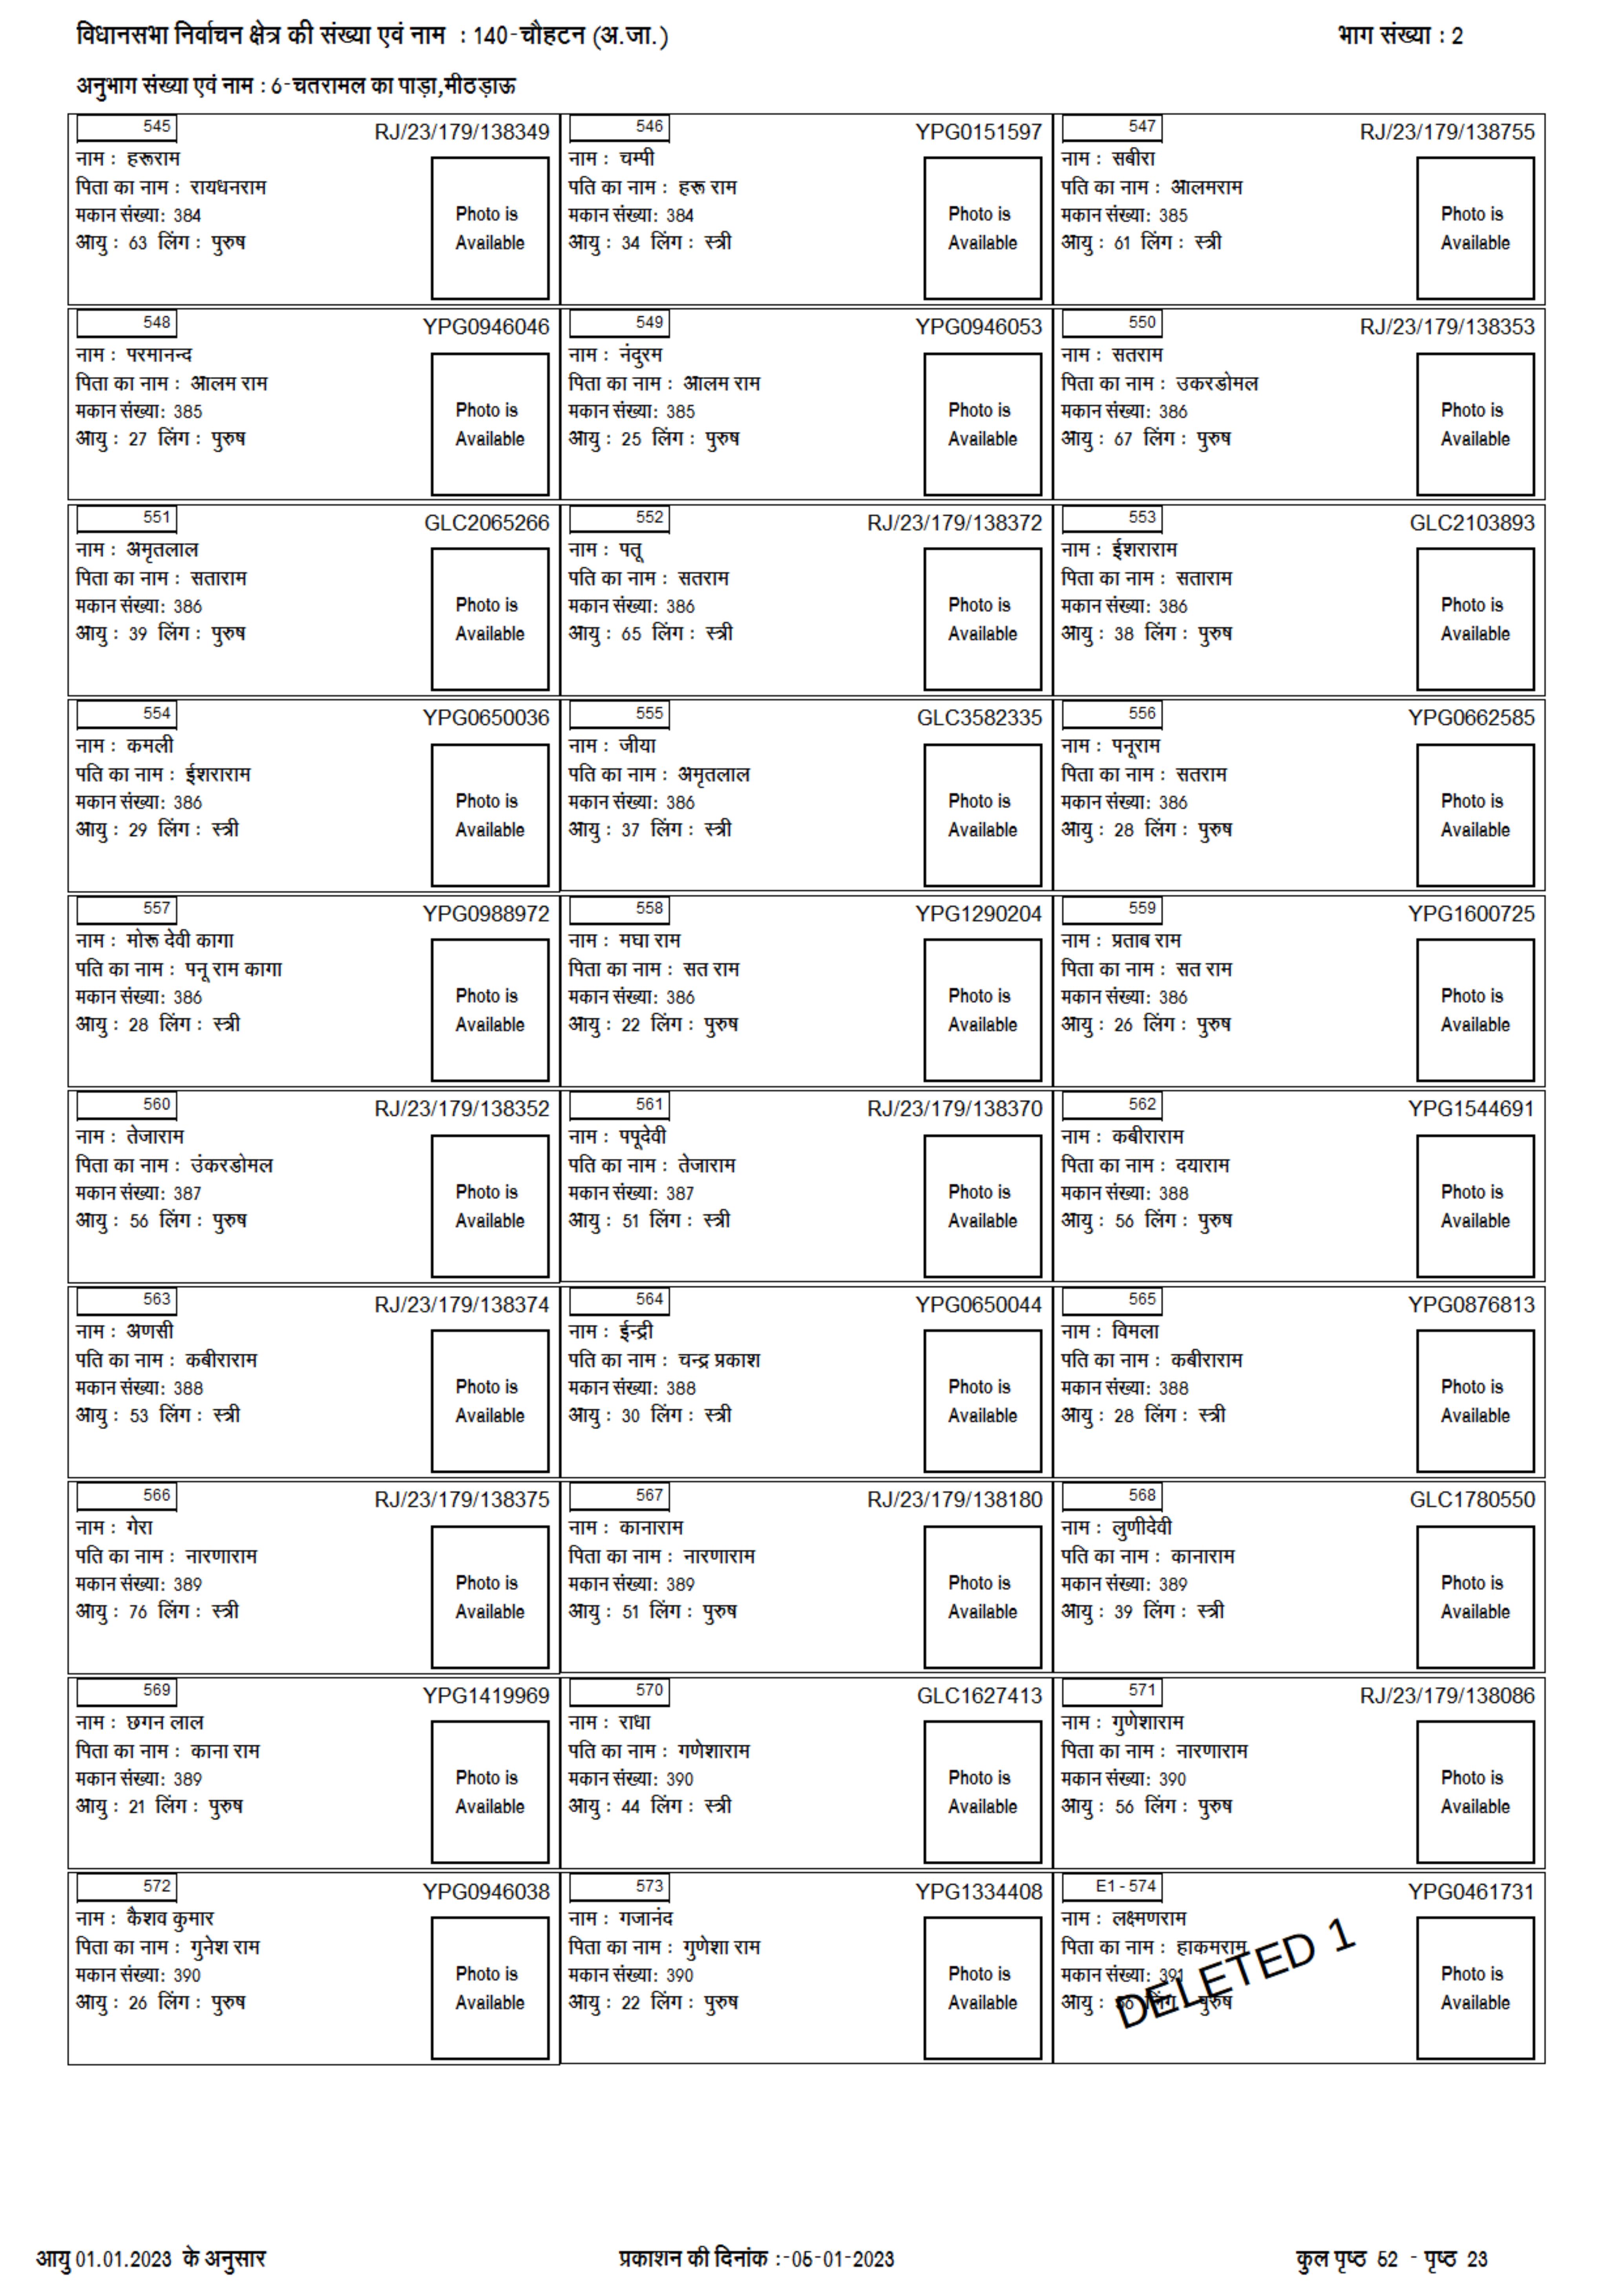 विधानसभा निर्वाचन क्षेत्र की संख्या एवं नाम : 140-चौहटन (अ.जा.) भाग संख्या : 2
अनुभाग संख्या एवं नाम : 6-चतरामल का पाड़ा,मीठड़ाऊ
545 RJ/23/179/138349
नाम : हरूराम
पिता का नाम : रायधनराम
मकान संख्या: 384
आयु : 63 लिंग : पुरुष
Photo is
Available
546 YPG0151597
नाम : चम्पी
पति का नाम : हरू राम
मकान संख्या: 384
आयु : 34 लिंग : स्त्री
Photo is
Available
547 RJ/23/179/138755
नाम : सबीरा
पति का नाम : आलमराम
मकान संख्या: 385
आयु : 61 लिंग : स्त्री
Photo is
Available
548 YPG0946046
नाम : परमानन्द
पिता का नाम : आलम राम
मकान संख्या: 385
आयु : 27 लिंग : पुरुष
Photo is
Available
549 YPG0946053
नाम : नंदुरम
पिता का नाम : आलम राम
मकान संख्या: 385
आयु : 25 लिंग : पुरुष
Photo is
Available
550 RJ/23/179/138353
नाम : सतराम
पिता का नाम : उकरडोमल
मकान संख्या: 386
आयु : 67 लिंग : पुरुष
Photo is
Available
551 GLC2065266
नाम : अमृतलाल
पिता का नाम : सताराम
मकान संख्या: 386
आयु : 39 लिंग : पुरुष
Photo is
Available
552 RJ/23/179/138372
नाम : पतू
पति का नाम : सतराम
मकान संख्या: 386
आयु : 65 लिंग : स्त्री
Photo is
Available
553 GLC2103893
नाम : ईशराराम
पिता का नाम : सताराम
मकान संख्या: 386
आयु : 38 लिंग : पुरुष
Photo is
Available
554 YPG0650036
नाम : कमली
पति का नाम : ईशराराम
मकान संख्या: 386
आयु : 29 लिंग : स्त्री
Photo is
Available
555 GLC3582335
नाम : जीया
पति का नाम : अमृतलाल
मकान संख्या: 386
आयु : 37 लिंग : स्त्री
Photo is
Available
556 YPG0662585
नाम : पनूराम
पिता का नाम : सतराम
मकान संख्या: 386
आयु : 28 लिंग : पुरुष
Photo is
Available
557 YPG0988972
नाम : मोरू देवी कागा
पति का नाम : पनू राम कागा
मकान संख्या: 386
आयु : 28 लिंग : स्त्री
Photo is
Available
558 YPG1290204
नाम : मघा राम
पिता का नाम : सत राम
मकान संख्या: 386
आयु : 22 लिंग : पुरुष
Photo is
Available
559 YPG1600725
नाम : प्रताब राम
पिता का नाम : सत राम
मकान संख्या: 386
आयु : 26 लिंग : पुरुष
Photo is
Available
560 RJ/23/179/138352
नाम : तेजाराम
पिता का नाम : उंकरडोमल
मकान संख्या: 387
आयु : 56 लिंग : पुरुष
Photo is
Available
561 RJ/23/179/138370
नाम : पपूदेवी
पति का नाम : तेजाराम
मकान संख्या: 387
आयु : 51 लिंग : स्त्री
Photo is
Available
562 YPG1544691
नाम : कबीराराम
पिता का नाम : दयाराम
मकान संख्या: 388
आयु : 56 लिंग : पुरुष
Photo is
Available
563 RJ/23/179/138374
नाम : अणसी
पति का नाम : कबीराराम
मकान संख्या: 388
आयु : 53 लिंग : स्त्री
Photo is
Available
564 YPG0650044
नाम : ईन्द्री
पति का नाम : चन्द्र प्रकाश
मकान संख्या: 388
आयु : 30 लिंग : स्त्री
Photo is
Available
565 YPG0876813
नाम : विमला
पति का नाम : कबीराराम
मकान संख्या: 388
आयु : 28 लिंग : स्त्री
Photo is
Available
566 RJ/23/179/138375
नाम : गेरा
पति का नाम : नारणाराम
मकान संख्या: 389
आयु : 76 लिंग : स्त्री
Photo is
Available
567 RJ/23/179/138180
नाम : कानाराम
पिता का नाम : नारणाराम
मकान संख्या: 389
आयु : 51 लिंग : पुरुष
Photo is
Available
568 GLC1780550
नाम : लुणीदेवी
पति का नाम : कानाराम
मकान संख्या: 389
आयु : 39 लिंग : स्त्री
Photo is
Available
569 YPG1419969
नाम : छगन लाल
पिता का नाम : काना राम
मकान संख्या: 389
आयु : 21 लिंग : पुरुष
Photo is
Available
570 GLC1627413
नाम : राधा
पति का नाम : गणेशाराम
मकान संख्या: 390
आयु : 44 लिंग : स्त्री
Photo is
Available
571 RJ/23/179/138086
नाम : गुणेशाराम
पिता का नाम : नारणाराम
मकान संख्या: 390
आयु : 56 लिंग : पुरुष
Photo is
Available
572 YPG0946038
नाम : कैशव कुमार
पिता का नाम : गुनेश राम
मकान संख्या: 390
आयु : 26 लिंग : पुरुष
Photo is
Available
573 YPG1334408
नाम : गजानंद
पिता का नाम : गुणेशा राम
मकान संख्या: 390
आयु : 22 लिंग : पुरुष
Photo is
Available
E1 - 574 YPG0461731
नाम : लक्ष्मणराम
पिता का नाम : हाकमराम
मकान संख्या: 391
आयु : लिंग : पुरुष
DELETED 1
Photo is
Available
आयु 01.01.2023 के अनुसार प्रकाशन की दिनांक :-05-01-2023 कुल पृष्ठ 52 - पृष्ठ 23